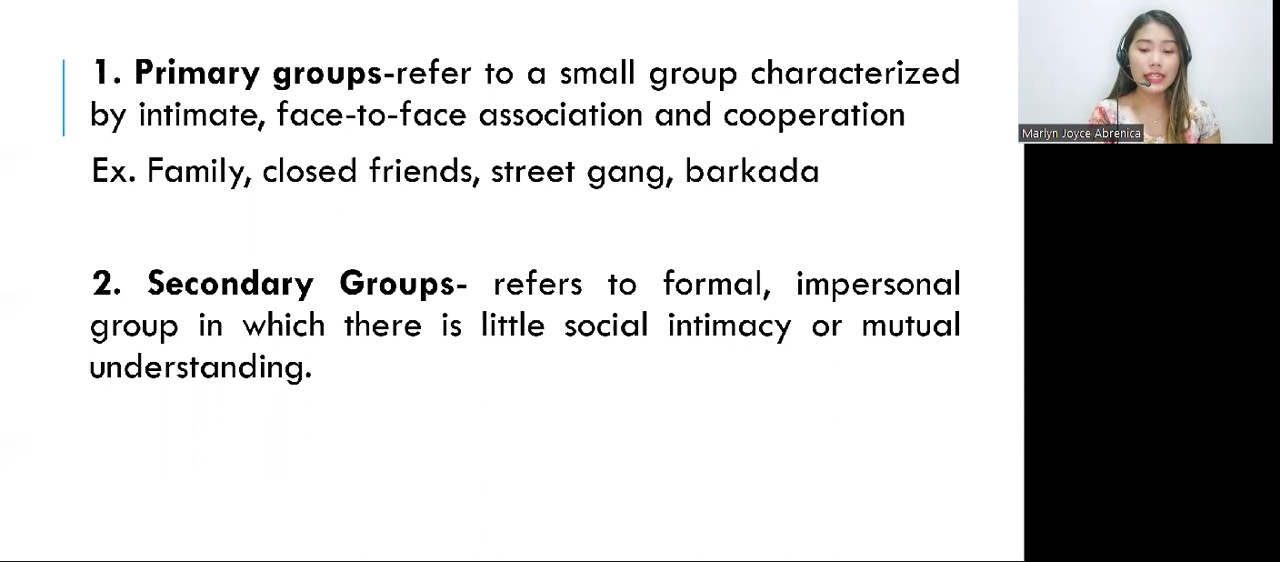 1. Primary groups-refer to a small group characterized
by intimate, face-to-face association and cooperation
Ex. Family, closed friends, street gang, barkada
2. Secondary Groups- refers to formal, impersonal
group in which there is little social intimacy or mutual
understanding.
Marlyn Joyce Abrenica